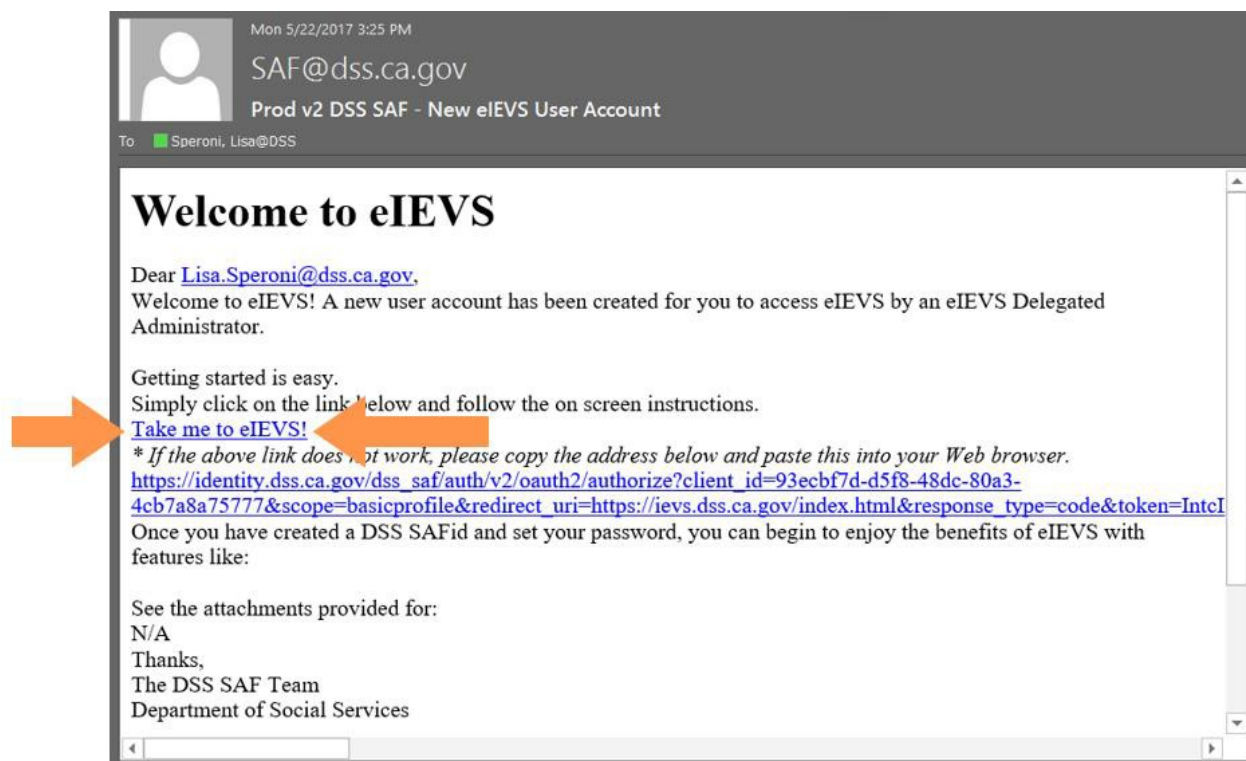 Mon 5/22/2017 3:25 PM
SAF@dss.ca.gov
Prod v2 DSS SAF - New eIEVS User Account
To Speroni, Lisa@DSS
Welcome to eIEVS
Dear Lisa.Speroni@dss.ca.gov,
Welcome to eIEVS! A new user account has been created for you to access eIEVS by an eIEVS Delegated
Administrator.
Getting started is easy.
Simply click on the link below and follow the on screen instructions.
Take me to eIEVS!
* If the above link does not work, please copy the address below and paste this into your Web browser.
https://identity.dss.ca.gov/dss_saf/auth/v2/oauth2/authorize?client_id=93ecbf7d-d5f8-48dc-80a3-
4cb7a8a75777&scope=basicprofile&redirect_uri=https://ievs.dss.ca.gov/index.html&response_type=code&token=IntcI
Once you have created a DSS SAFid and set your password, you can begin to enjoy the benefits of eIEVS with
features like:
See the attachments provided for:
N/A
Thanks,
The DSS SAF Team
Department of Social Services